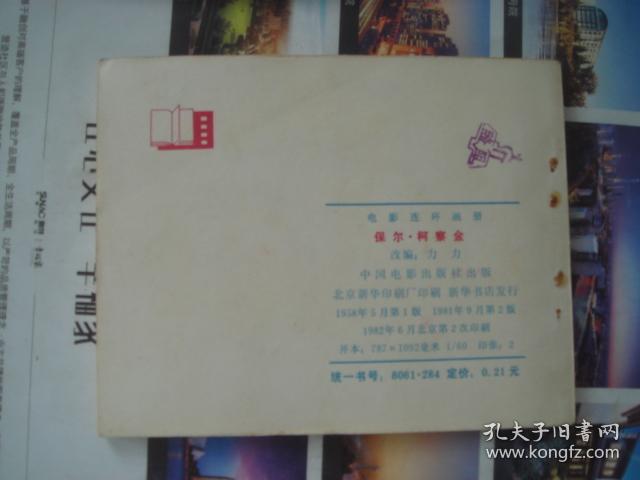 电影连环画册
保尔·柯察金
改编：力 力
中国电影出版社出版
北京新华印刷厂印刷 新华书店发行
1958年5月第1版 1981年9月第2版
1982年6月北京第2次印刷
开本：787×1092毫米 1/60 印张：2
统一书号：8061·284 定价：0.21元
孔夫子旧书网
www.kongfz.com